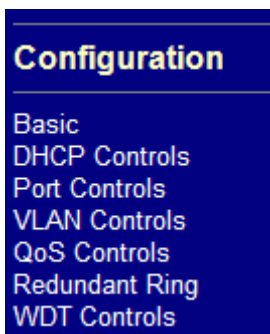 Configuration
Basic
DHCP Controls
Port Controls
VLAN Controls
QoS Controls
Redundant Ring
WDT Controls